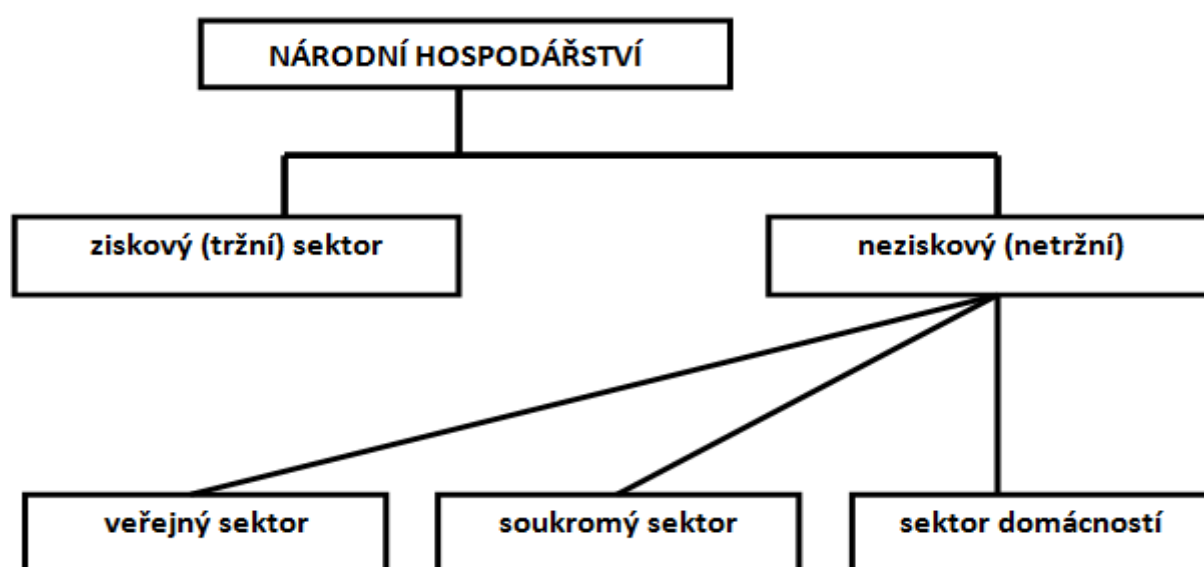 NÁRODNÍ HOSPODÁŘSTVÍ
ziskový (tržní) sektor
neziskový (netržní)
veřejný sektor
soukromý sektor
sektor domácností